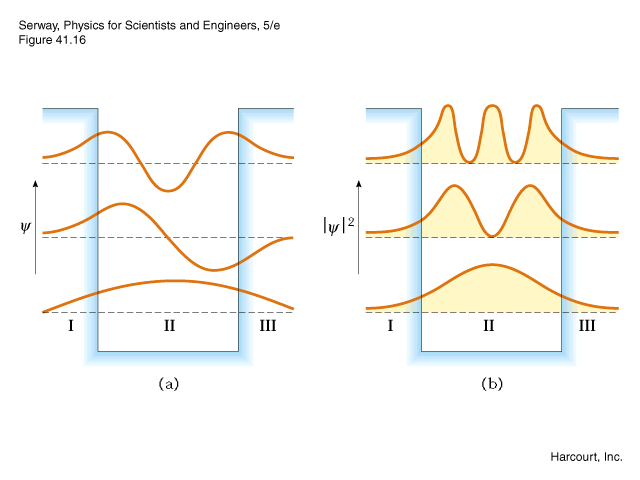 Serway, Physics for Scientists and Engineers, 5/e
Figure 41.16
ψ
I II III
(a)
|ψ|²
I II III
(b)
Harcourt, Inc.